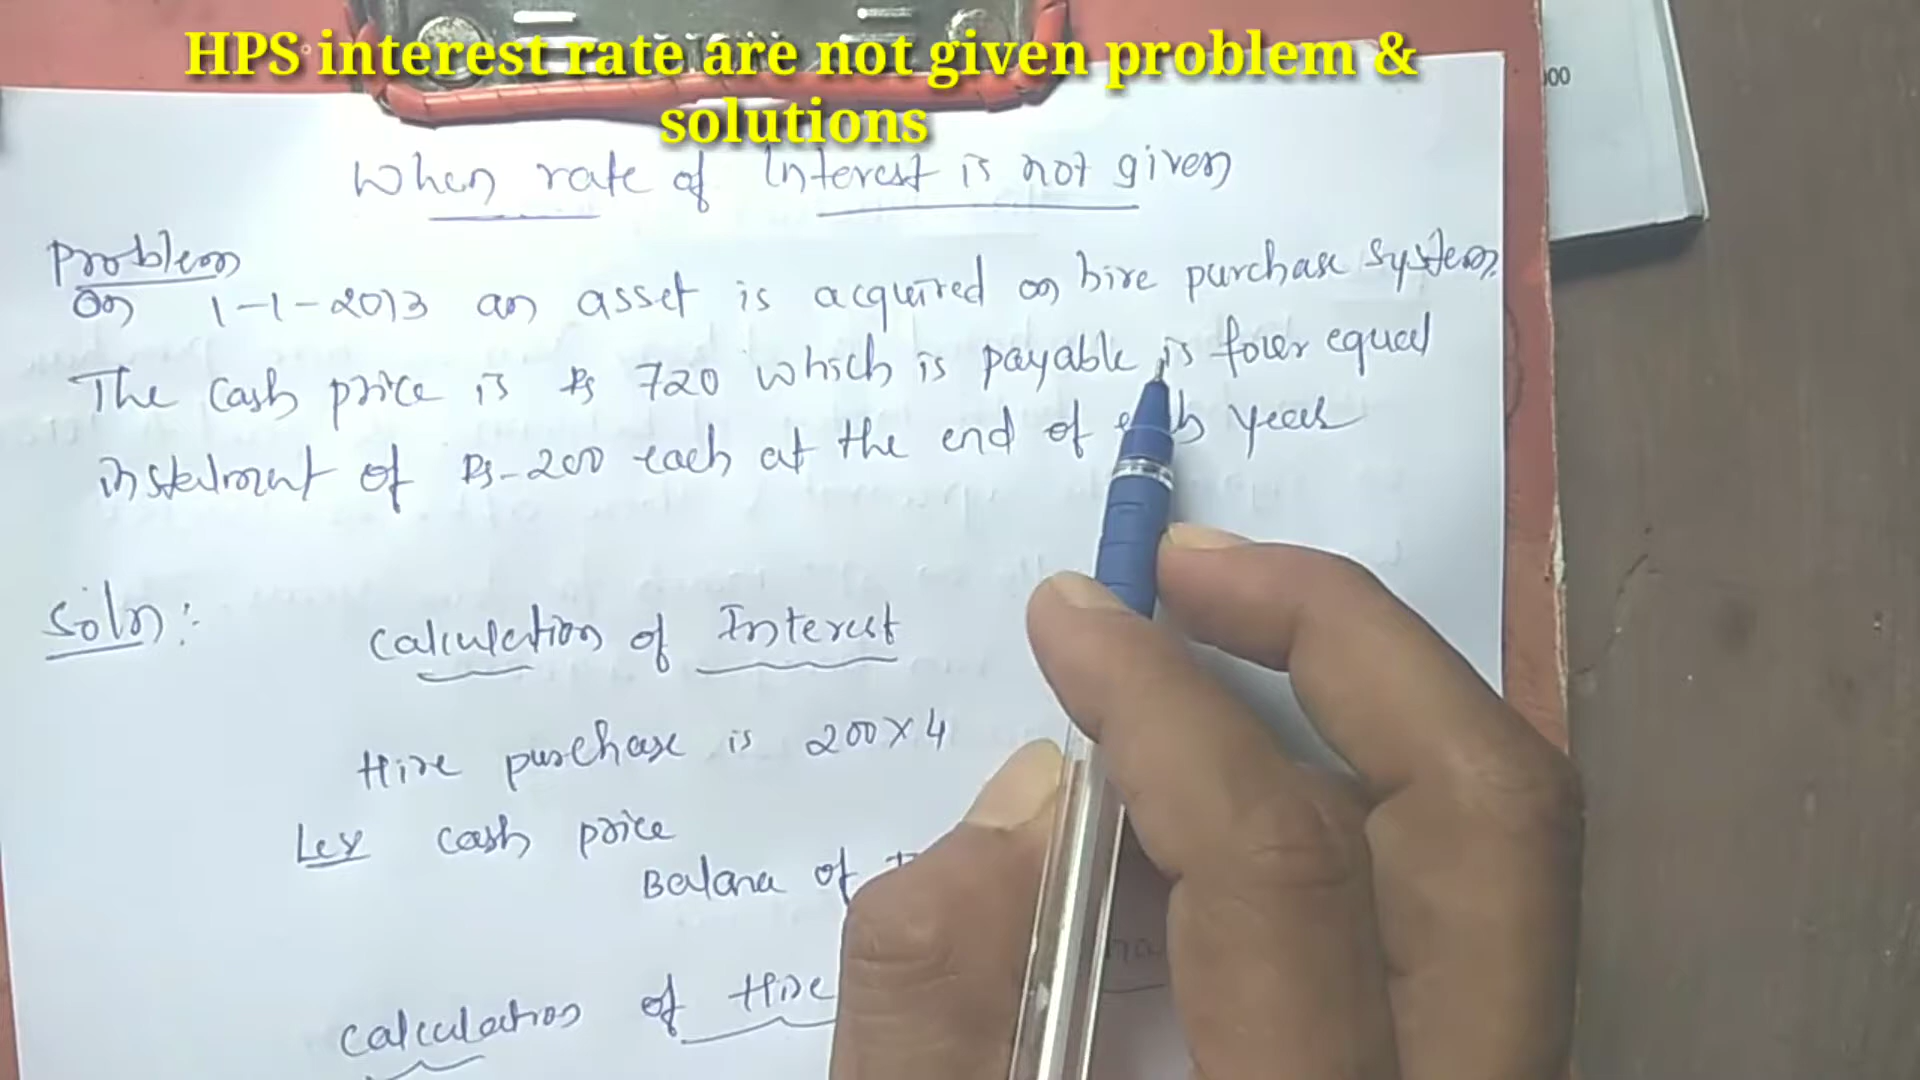 HPS interest rate are not given problem &
solutions
When rate of Interest is not given
Problem
On 1-1-2013 an asset is acquired on hire purchase system.
The cash price is Rs 720 which is payable is four equal
instalment of Rs-200 each at the end of each year
Soln:
Calculation of Interest
Hire purchase is 200X4
Less cash price
Balance of
Calculation of Hire
00